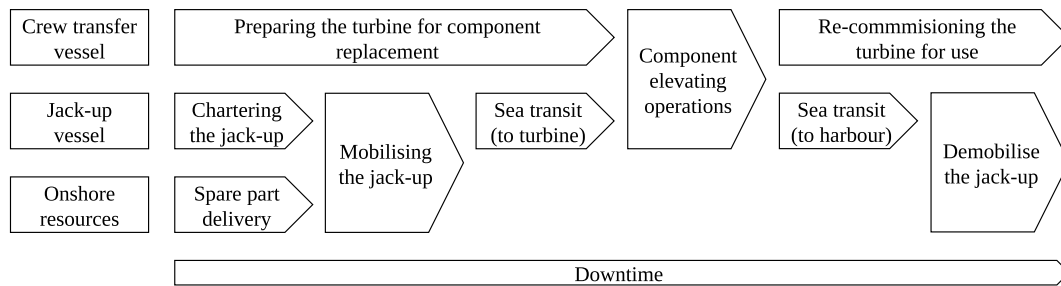 Crew transfer
vessel
Preparing the turbine for component
replacement
Component
elevating
operations
Re-commmisioning the
turbine for use
Jack-up
vessel
Chartering
the jack-up
Mobilising
the jack-up
Sea transit
(to turbine)
Sea transit
(to harbour)
Demobilise
the jack-up
Onshore
resources
Spare part
delivery
Downtime